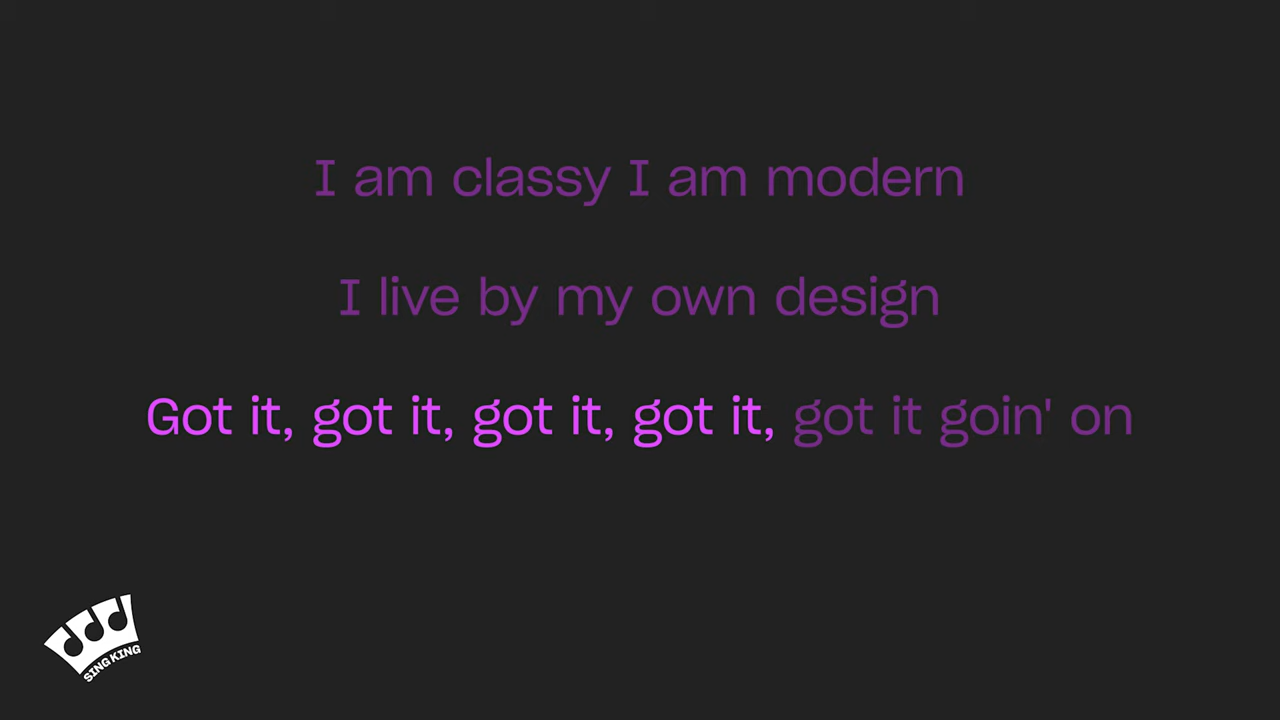 I am classy I am modern
I live by my own design
Got it, got it, got it, got it, got it goin' on
SING KING